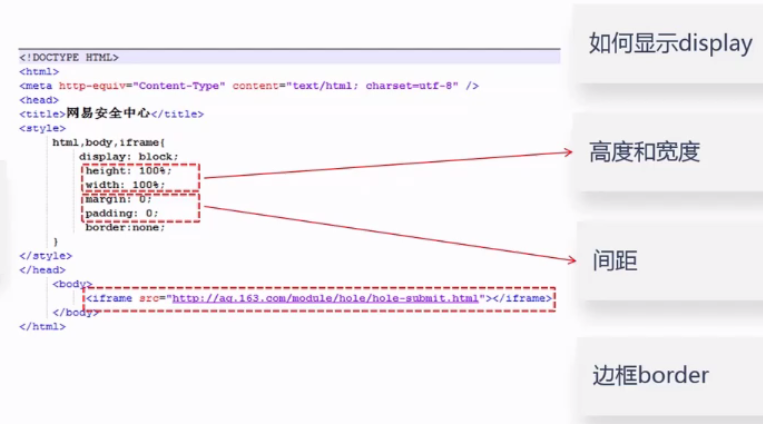 <!DOCTYPE HTML>
<html>
<meta http-equiv="Content-Type" content="text/html; charset=utf-8" />
<head>
<title>网易安全中心</title>
<style>
html,body,iframe{
display: block;
height: 100%;
width: 100%;
margin: 0;
padding: 0;
border:none;
}
</style>
</head>
<body>
<iframe src="http://aq.163.com/module/hole/hole-submit.html"></iframe>
</body>
</html>
如何显示display
高度和宽度
间距
边框border